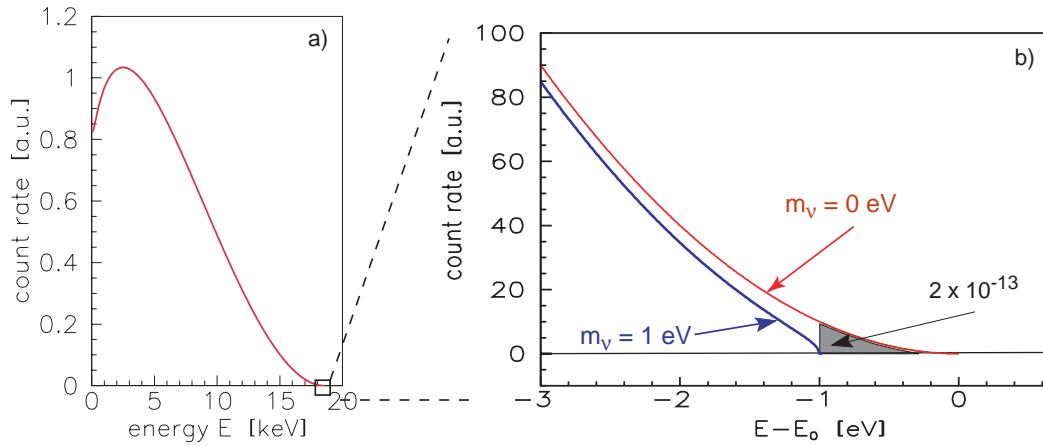 a)
1.2
1
0.8
0.6
0.4
0.2
0
count rate [a.u.]
0 5 10 15 20
energy E [keV]
b)
100
80
60
40
20
0
count rate [a.u.]
mν = 0 eV
2 x 10-13
mν = 1 eV
−3 −2 −1 0
E−Eo [eV]